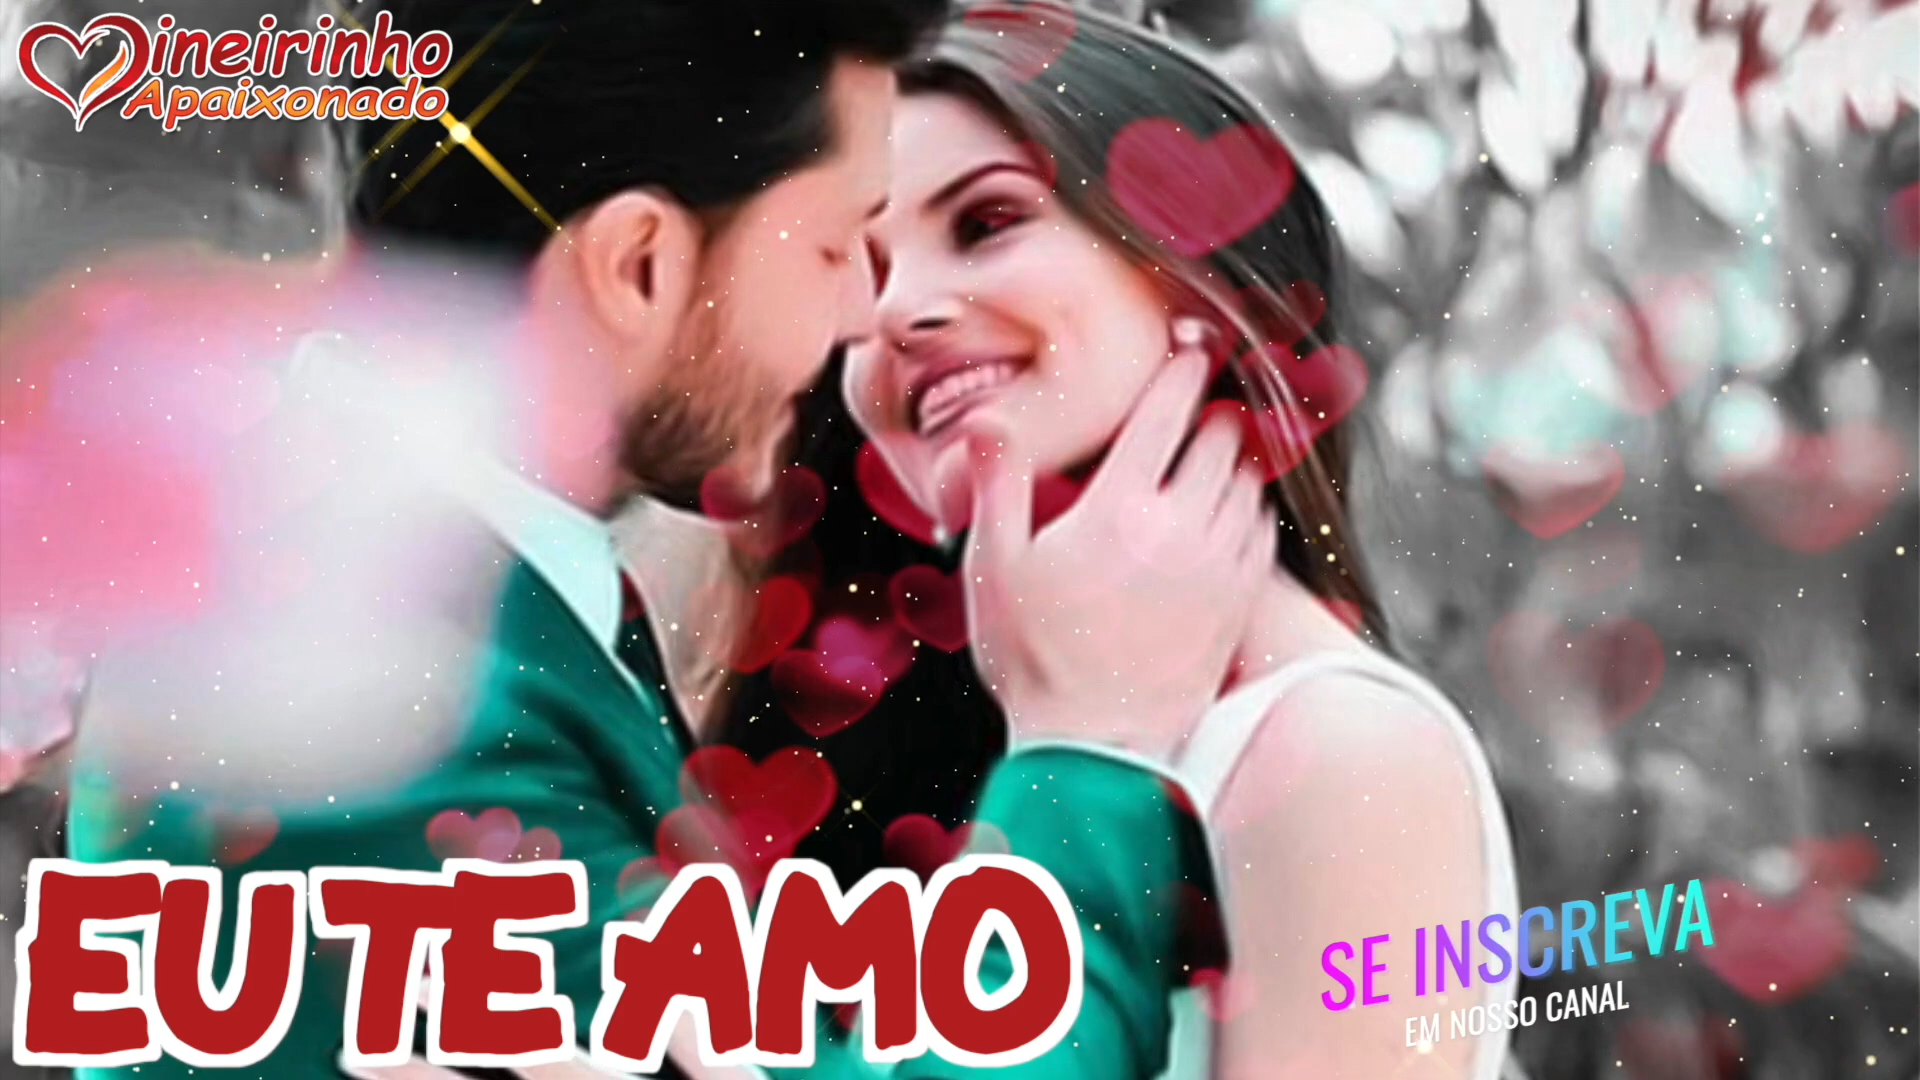 Mineirinho
Apaixonado
EU TE AMO
SE INSCREVA
EM NOSSO CANAL